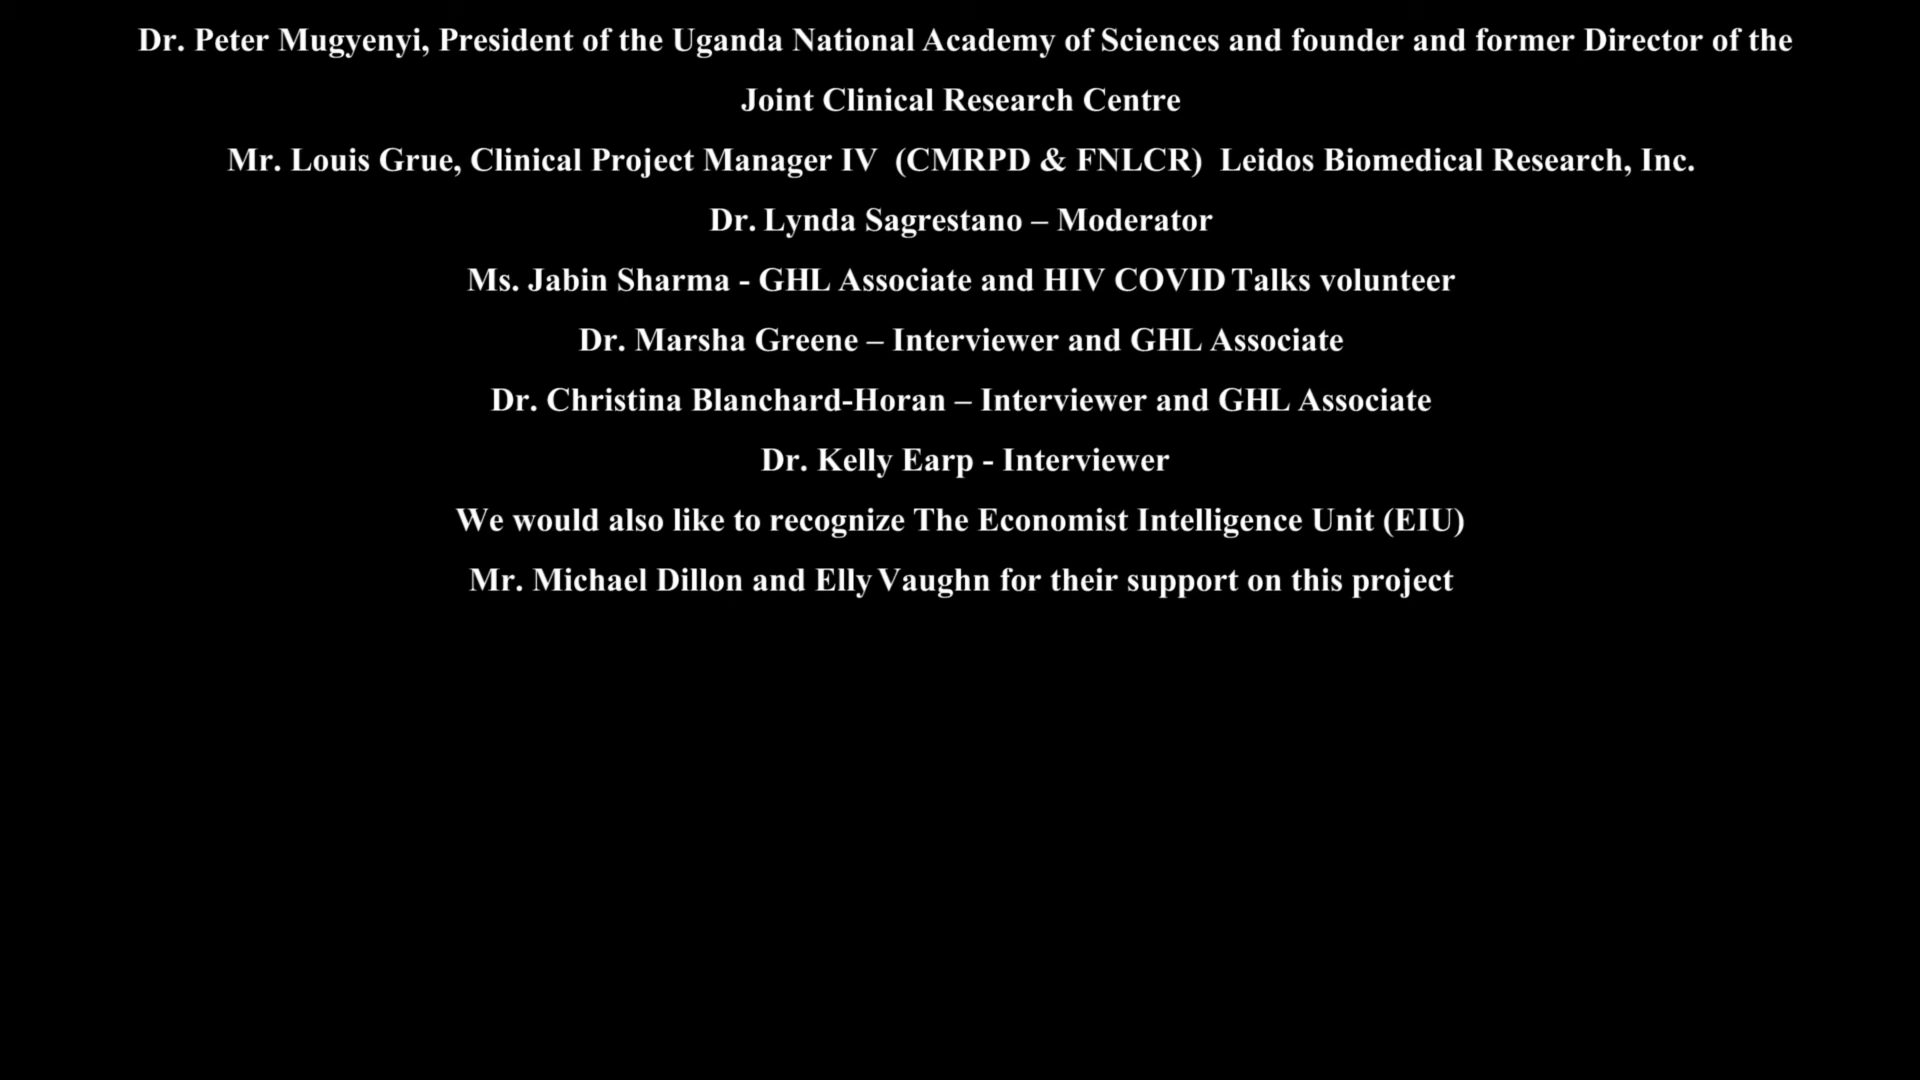 Dr. Peter Mugyenyi, President of the Uganda National Academy of Sciences and founder and former Director of the
Joint Clinical Research Centre
Mr. Louis Grue, Clinical Project Manager IV  (CMRPD & FNLCR)  Leidos Biomedical Research, Inc.
Dr. Lynda Sagrestano – Moderator
Ms. Jabin Sharma - GHL Associate and HIV COVID Talks volunteer
Dr. Marsha Greene – Interviewer and GHL Associate
Dr. Christina Blanchard-Horan – Interviewer and GHL Associate
Dr. Kelly Earp - Interviewer
We would also like to recognize The Economist Intelligence Unit (EIU)
Mr. Michael Dillon and Elly Vaughn for their support on this project